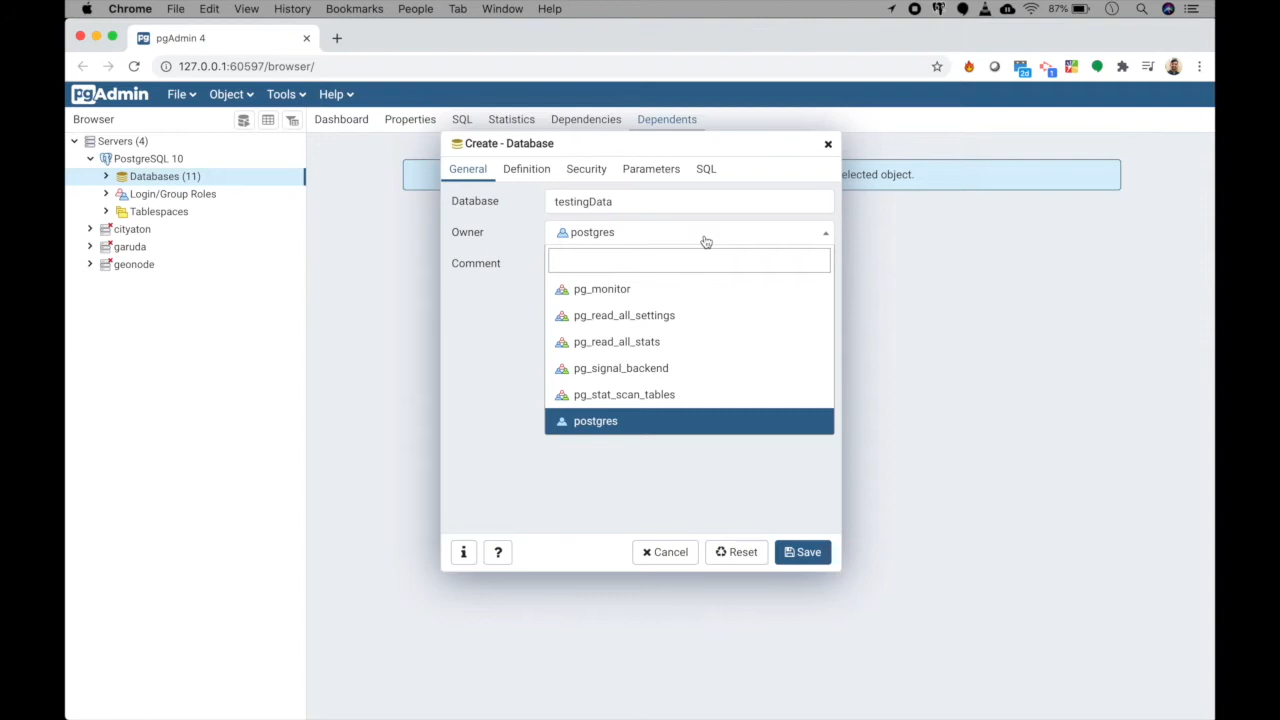 Chrome File Edit View History Bookmarks People Tab Window Help 87%
pgAdmin 4
127.0.0.1:60597/browser/
2d 1
pgAdmin File Object Tools Help
Browser Dashboard Properties SQL Statistics Dependencies Dependents
Servers (4)
PostgreSQL 10
Databases (11)
Login/Group Roles
Tablespaces
cityaton
garuda
geonode
elected object.
Create - Database
General Definition Security Parameters SQL
Database testingData
Owner postgres
Comment
pg_monitor
pg_read_all_settings
pg_read_all_stats
pg_signal_backend
pg_stat_scan_tables
postgres
i ? Cancel Reset Save